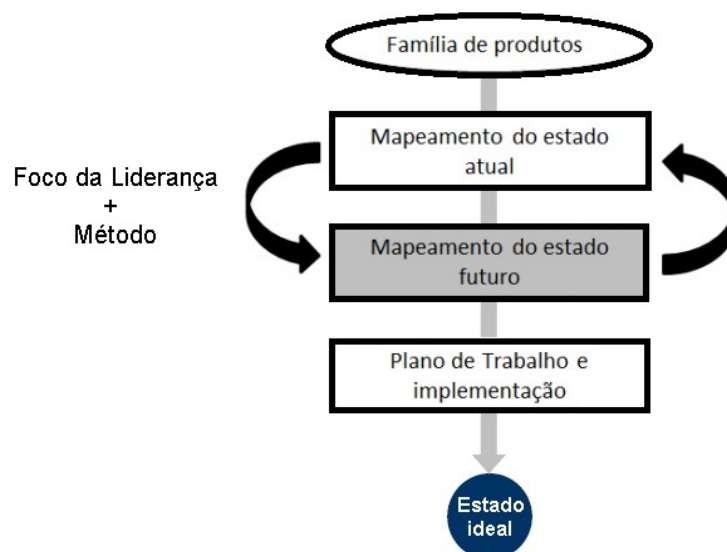 Família de produtos
Mapeamento do estado
atual
Foco da Liderança
+
Método
Mapeamento do estado
futuro
Plano de Trabalho e
implementação
Estado
ideal